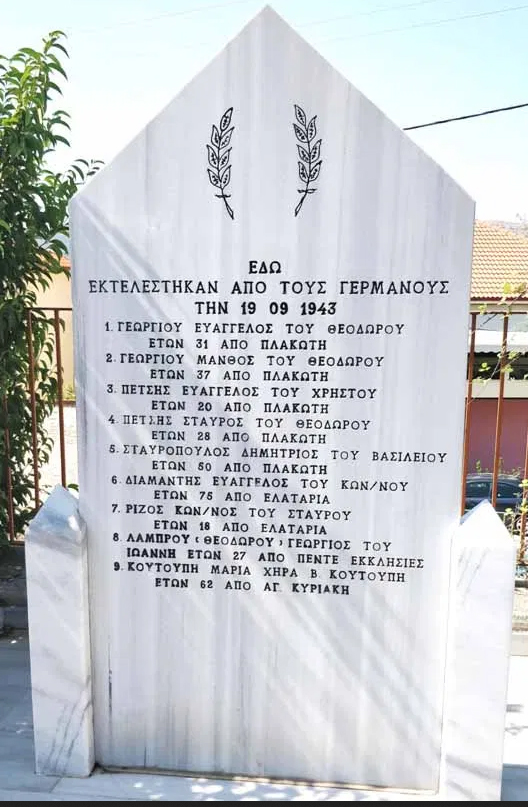 ΕΔΩ
ΕΚΤΕΛΕΣΤΗΚΑΝ ΑΠΟ ΤΟΥΣ ΓΕΡΜΑΝΟΥΣ
ΤΗΝ 19 09 1943
1. ΓΕΩΡΓΙΟΥ ΕΥΑΓΓΕΛΟΣ ΤΟΥ ΘΕΟΔΩΡΟΥ
ΕΤΩΝ 31 ΑΠΟ ΠΛΑΚΩΤΗ
2. ΓΕΩΡΓΙΟΥ ΜΑΝΘΟΣ ΤΟΥ ΘΕΟΔΩΡΟΥ
ΕΤΩΝ 37 ΑΠΟ ΠΛΑΚΩΤΗ
3. ΠΕΤΣΗΣ ΕΥΑΓΓΕΛΟΣ ΤΟΥ ΧΡΗΣΤΟΥ
ΕΤΩΝ 20 ΑΠΟ ΠΛΑΚΩΤΗ
4. ΠΕΤΣΗΣ ΣΤΑΥΡΟΣ ΤΟΥ ΘΕΟΔΩΡΟΥ
ΕΤΩΝ 28 ΑΠΟ ΠΛΑΚΩΤΗ
5. ΣΤΑΥΡΟΠΟΥΛΟΣ ΔΗΜΗΤΡΙΟΣ ΤΟΥ ΒΑΣΙΛΕΙΟΥ
ΕΤΩΝ 50 ΑΠΟ ΠΛΑΚΩΤΗ
6. ΔΙΑΜΑΝΤΗΣ ΕΥΑΓΓΕΛΟΣ ΤΟΥ ΚΩΝ/ΝΟΥ
ΕΤΩΝ 75 ΑΠΟ ΕΛΑΤΑΡΙΑ
7. ΡΙΖΟΣ ΚΩΝ/ΝΟΣ ΤΟΥ ΣΤΑΥΡΟΥ
ΕΤΩΝ 18 ΑΠΟ ΕΛΑΤΑΡΙΑ
8. ΛΑΜΠΡΟΥ (ΘΕΟΔΩΡΟΥ) ΓΕΩΡΓΙΟΣ ΤΟΥ
ΙΩΑΝΝΗ ΕΤΩΝ 27 ΑΠΟ ΠΕΝΤΕ ΕΚΚΛΗΣΙΕΣ
9. ΚΟΥΤΟΥΠΗ ΜΑΡΙΑ ΧΗΡΑ Β. ΚΟΥΤΟΥΠΗ
ΕΤΩΝ 62 ΑΠΟ ΑΓ. ΚΥΡΙΑΚΗ